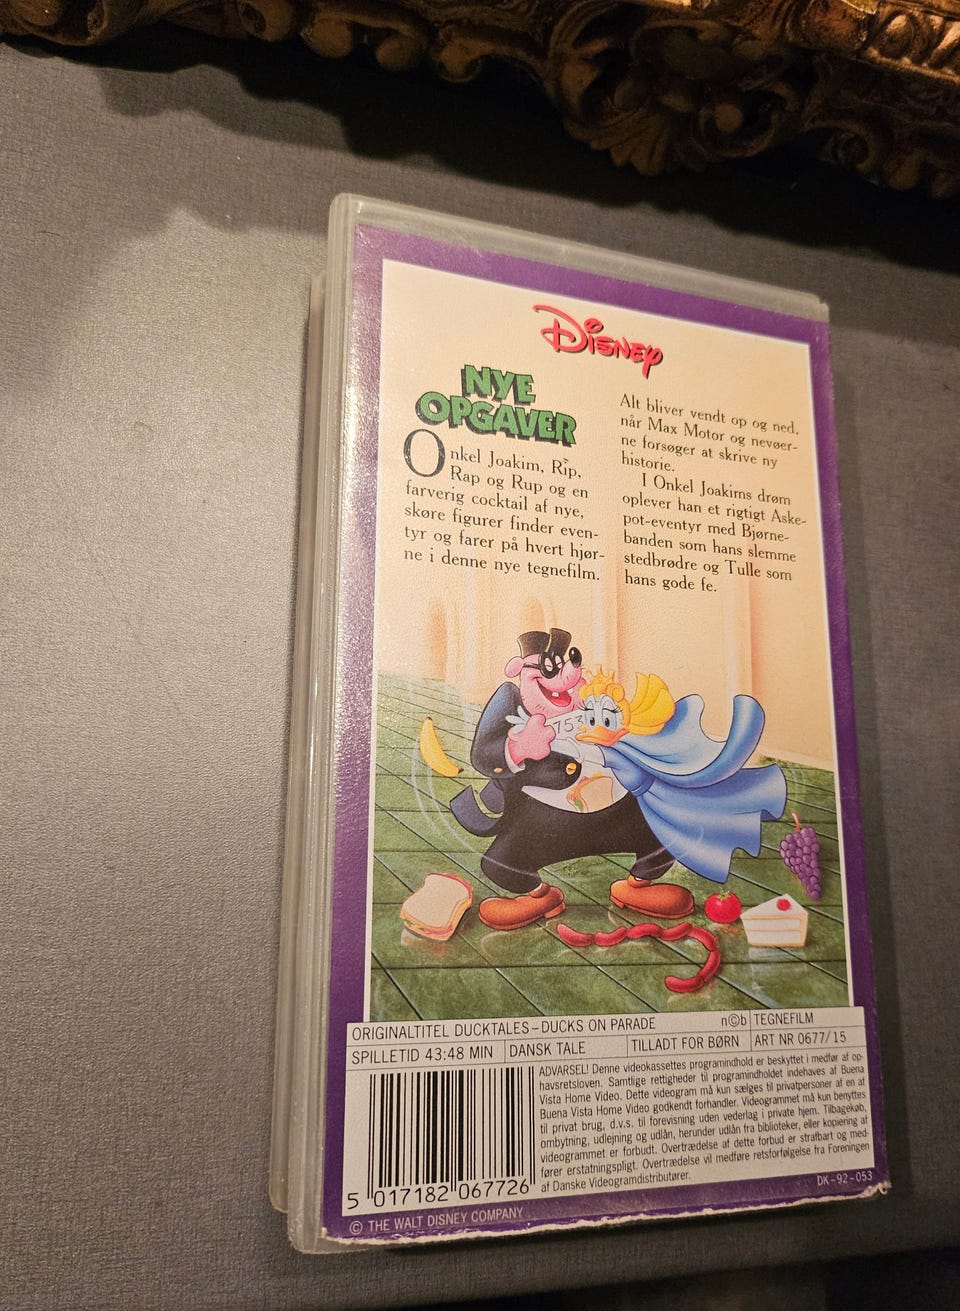 Disney
NYE
OPGAVER
Onkel Joakim, Rip,
Rap og Rup og en
farverig cocktail af nye,
skøre figurer finder even-
tyr og farer på hvert hjør-
ne i denne nye tegnefilm.
Alt bliver vendt op og ned,
når Max Motor og nevøer-
ne forsøger at skrive ny
historie.
I Onkel Joakims drøm
oplever han et rigtigt Aske-
pot-eventyr med Bjørne-
banden som hans slemme
stedbrødre og Tulle som
hans gode fe.
753
ORIGINALTITEL DUCKTALES–DUCKS ON PARADE
n©b
TEGNEFILM
SPILLETID 43:48 MIN
DANSK TALE
TILLADT FOR BØRN
ART NR 0677/15
ADVARSEL! Denne videokassettes programindhold er beskyttet i medfør af op-
havsretsloven. Samtlige rettigheder til programindholdet indehaves af Buena
Vista Home Video. Dette videogram må kun sælges til privatpersoner af en af
Buena Vista Home Video godkendt forhandler. Videogrammet må kun benyttes
til privat brug, d.v.s. til forevisning uden vederlag i private hjem. Tilbagekøb,
ombytning, udlejning og udlån, herunder udlån fra biblioteker, eller kopiering af
videogrammet er forbudt. Overtrædelse af dette forbud er strafbart og med-
fører erstatningspligt. Overtrædelse vil medføre retsforfølgelse fra Foreningen
af Danske Videogramdistributører.
5 017182 067726
DK-92-053
© THE WALT DISNEY COMPANY